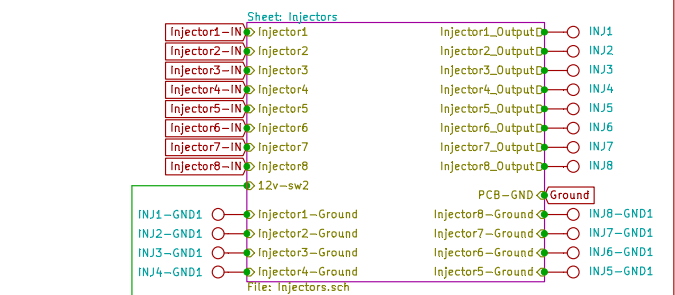 Sheet: Injectors
Injector1-IN Injector1 Injector1_Output INJ1
Injector2-IN Injector2 Injector2_Output INJ2
Injector3-IN Injector3 Injector3_Output INJ3
Injector4-IN Injector4 Injector4_Output INJ4
Injector5-IN Injector5 Injector5_Output INJ5
Injector6-IN Injector6 Injector6_Output INJ6
Injector7-IN Injector7 Injector7_Output INJ7
Injector8-IN Injector8 Injector8_Output INJ8
12v-sw2
PCB-GND Ground
INJ1-GND1 Injector1-Ground Injector8-Ground INJ8-GND1
INJ2-GND1 Injector2-Ground Injector7-Ground INJ7-GND1
INJ3-GND1 Injector3-Ground Injector6-Ground INJ6-GND1
INJ4-GND1 Injector4-Ground Injector5-Ground INJ5-GND1
File: Injectors.sch